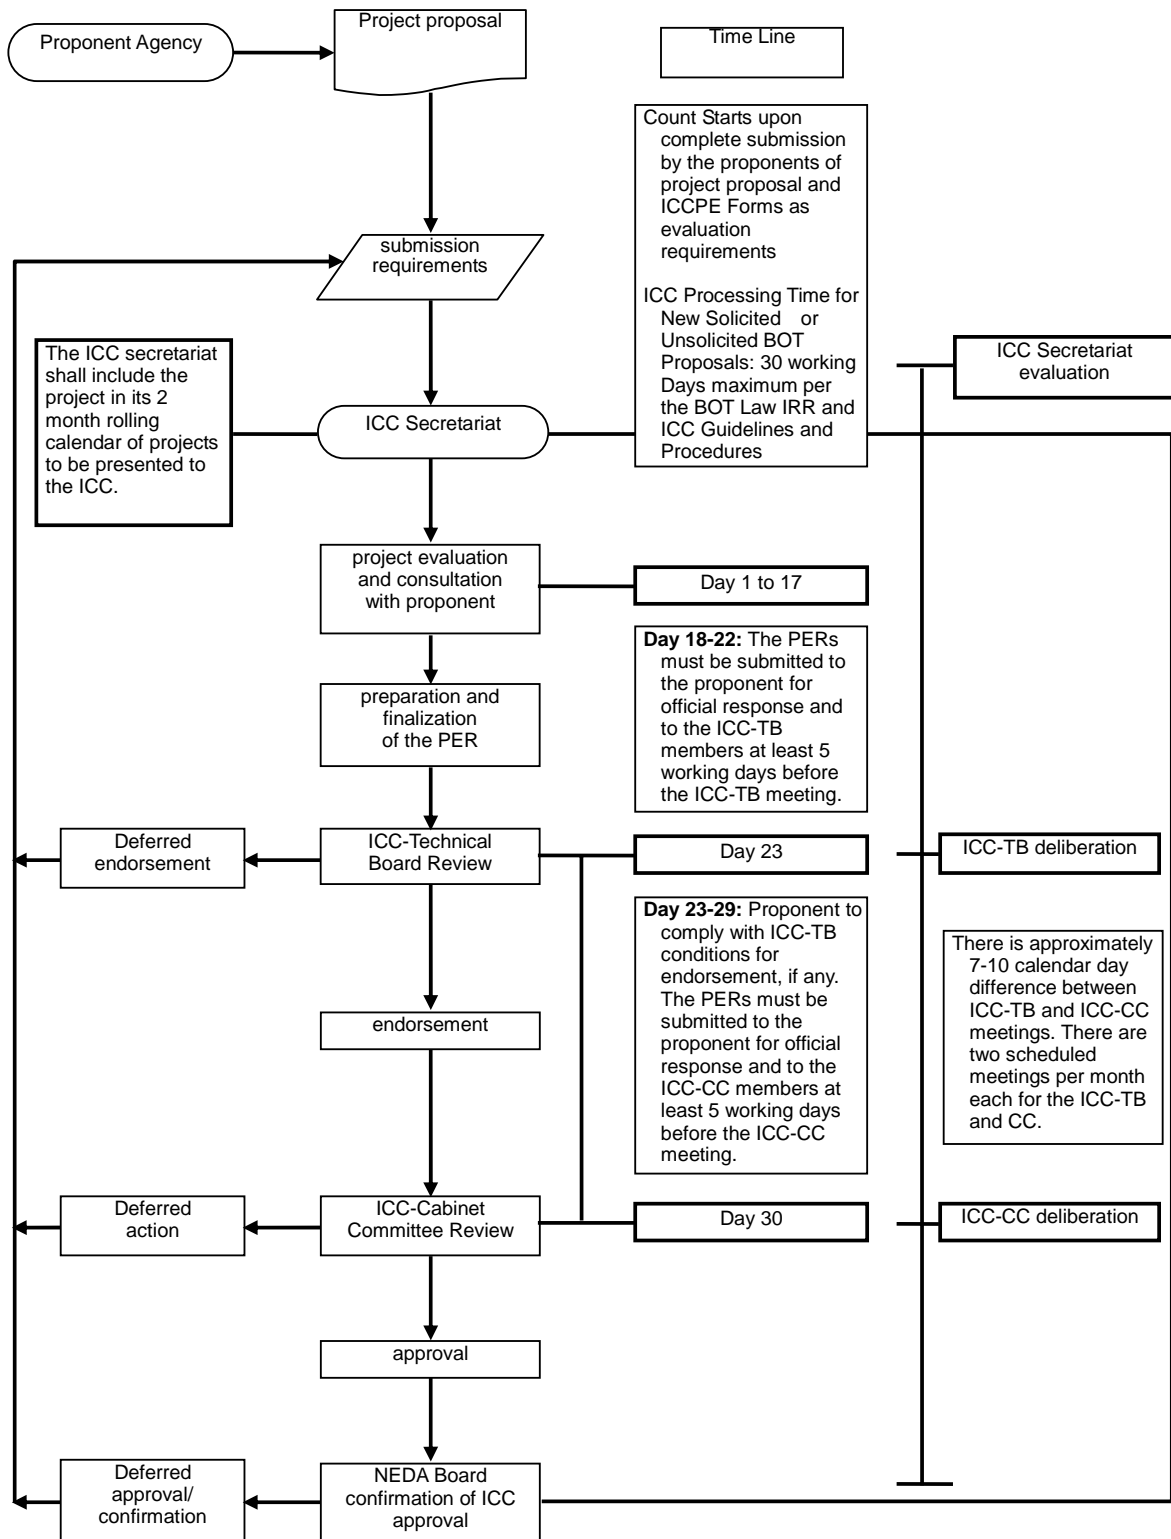 Proponent Agency
Project proposal
Time Line
Count Starts upon
complete submission
by the proponents of
project proposal and
ICCPE Forms as
evaluation
requirements
ICC Processing Time for
New Solicited or
Unsolicited BOT
Proposals: 30 working
Days maximum per
the BOT Law IRR and
ICC Guidelines and
Procedures
submission
requirements
The ICC secretariat
shall include the
project in its 2
month rolling
calendar of projects
to be presented to
the ICC.
ICC Secretariat
ICC Secretariat
evaluation
project evaluation
and consultation
with proponent
Day 1 to 17
preparation and
finalization
of the PER
Day 18-22: The PERs
must be submitted to
the proponent for
official response and
to the ICC-TB
members at least 5
working days before
the ICC-TB meeting.
Deferred
endorsement
ICC-Technical
Board Review
Day 23
ICC-TB deliberation
endorsement
Day 23-29: Proponent to
comply with ICC-TB
conditions for
endorsement, if any.
The PERs must be
submitted to the
proponent for official
response and to the
ICC-CC members at
least 5 working days
before the ICC-CC
meeting.
There is approximately
7-10 calendar day
difference between
ICC-TB and ICC-CC
meetings. There are
two scheduled
meetings per month
each for the ICC-TB
and CC.
Deferred
action
ICC-Cabinet
Committee Review
Day 30
ICC-CC deliberation
approval
Deferred
approval/
confirmation
NEDA Board
confirmation of ICC
approval